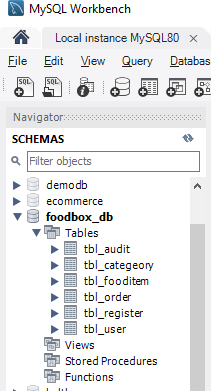 MySQL Workbench
Local instance MySQL80 ×
File Edit View Query Databas
SQL SQL
Navigator
SCHEMAS
Filter objects
demodb
ecommerce
foodbox_db
Tables
tbl_audit
tbl_categeory
tbl_fooditem
tbl_order
tbl_register
tbl_user
Views
Stored Procedures
Functions